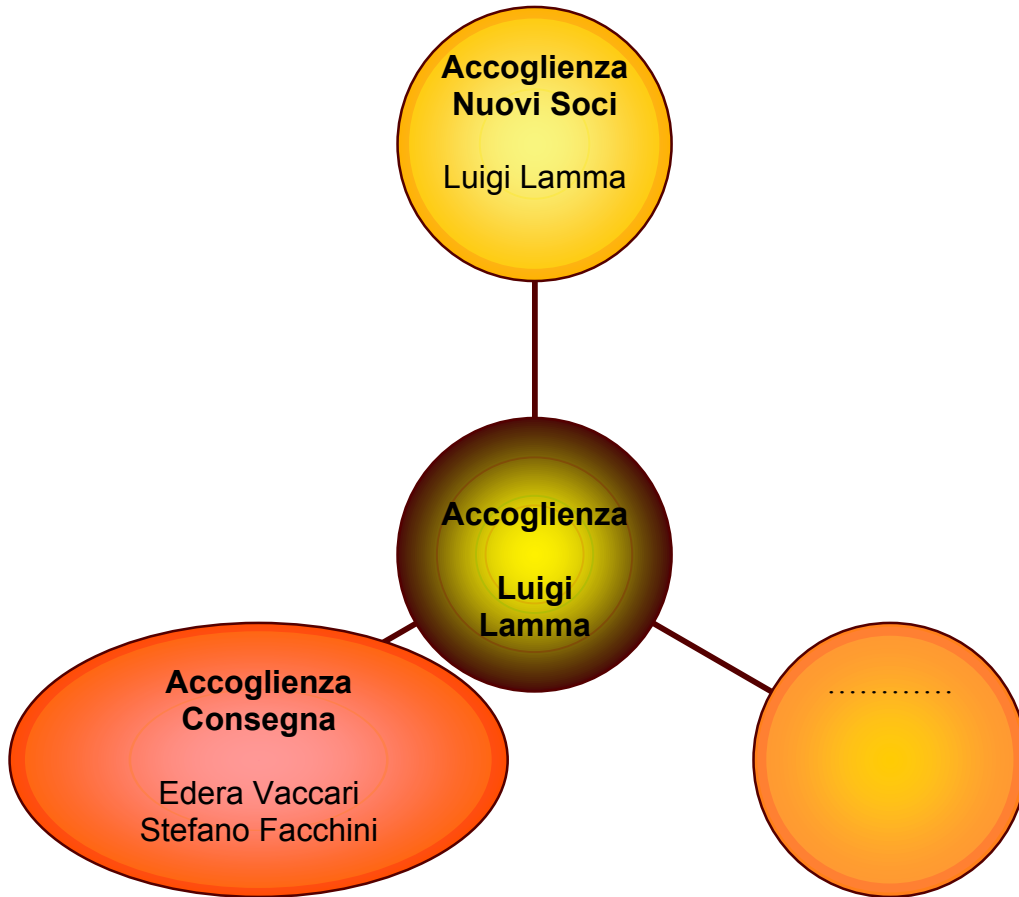 Accoglienza
Nuovi Soci
Luigi Lamma
Accoglienza
Luigi
Lamma
Accoglienza
Consegna
Edera Vaccari
Stefano Facchini
............